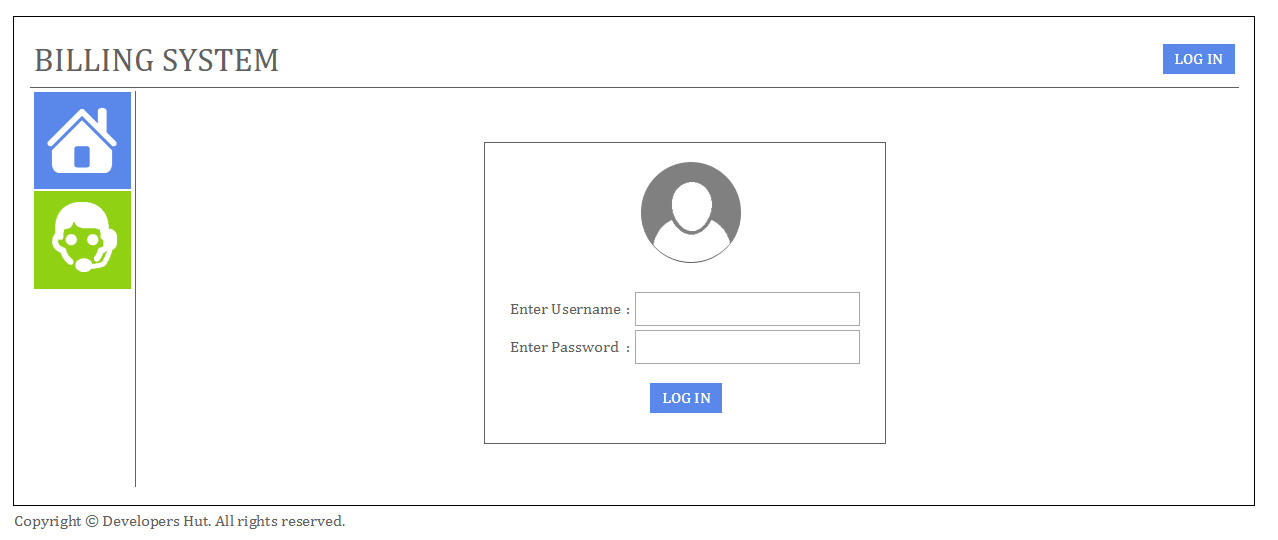 BILLING SYSTEM
LOG IN
Enter Username :
Enter Password :
LOG IN
Copyright © Developers Hut. All rights reserved.